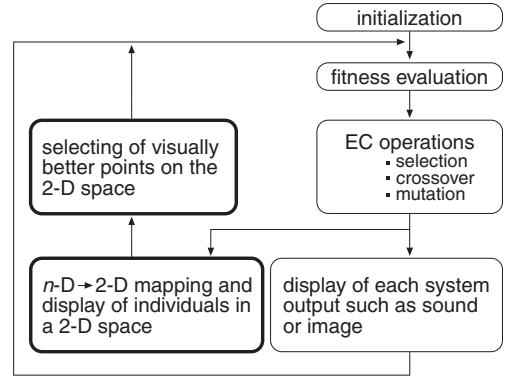 initialization
fitness evaluation
EC operations
▪ selection
▪ crossover
▪ mutation
selecting of visually
better points on the
2-D space
n-D→2-D mapping and
display of individuals in
a 2-D space
display of each system
output such as sound
or image